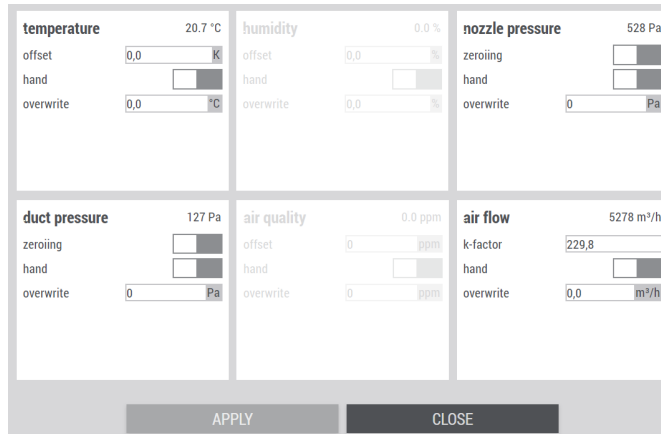 temperature 20.7 °C
offset 0,0 K
hand
overwrite 0,0 °C
humidity 0.0 %
offset 0,0 %
hand
overwrite 0,0 %
nozzle pressure 528 Pa
zeroiing
hand
overwrite 0 Pa
duct pressure 127 Pa
zeroiing
hand
overwrite 0 Pa
air quality 0.0 ppm
offset 0 ppm
hand
overwrite 0 ppm
air flow 5278 m³/h
k-factor 229,8
hand
overwrite 0,0 m³/h
APPLY
CLOSE